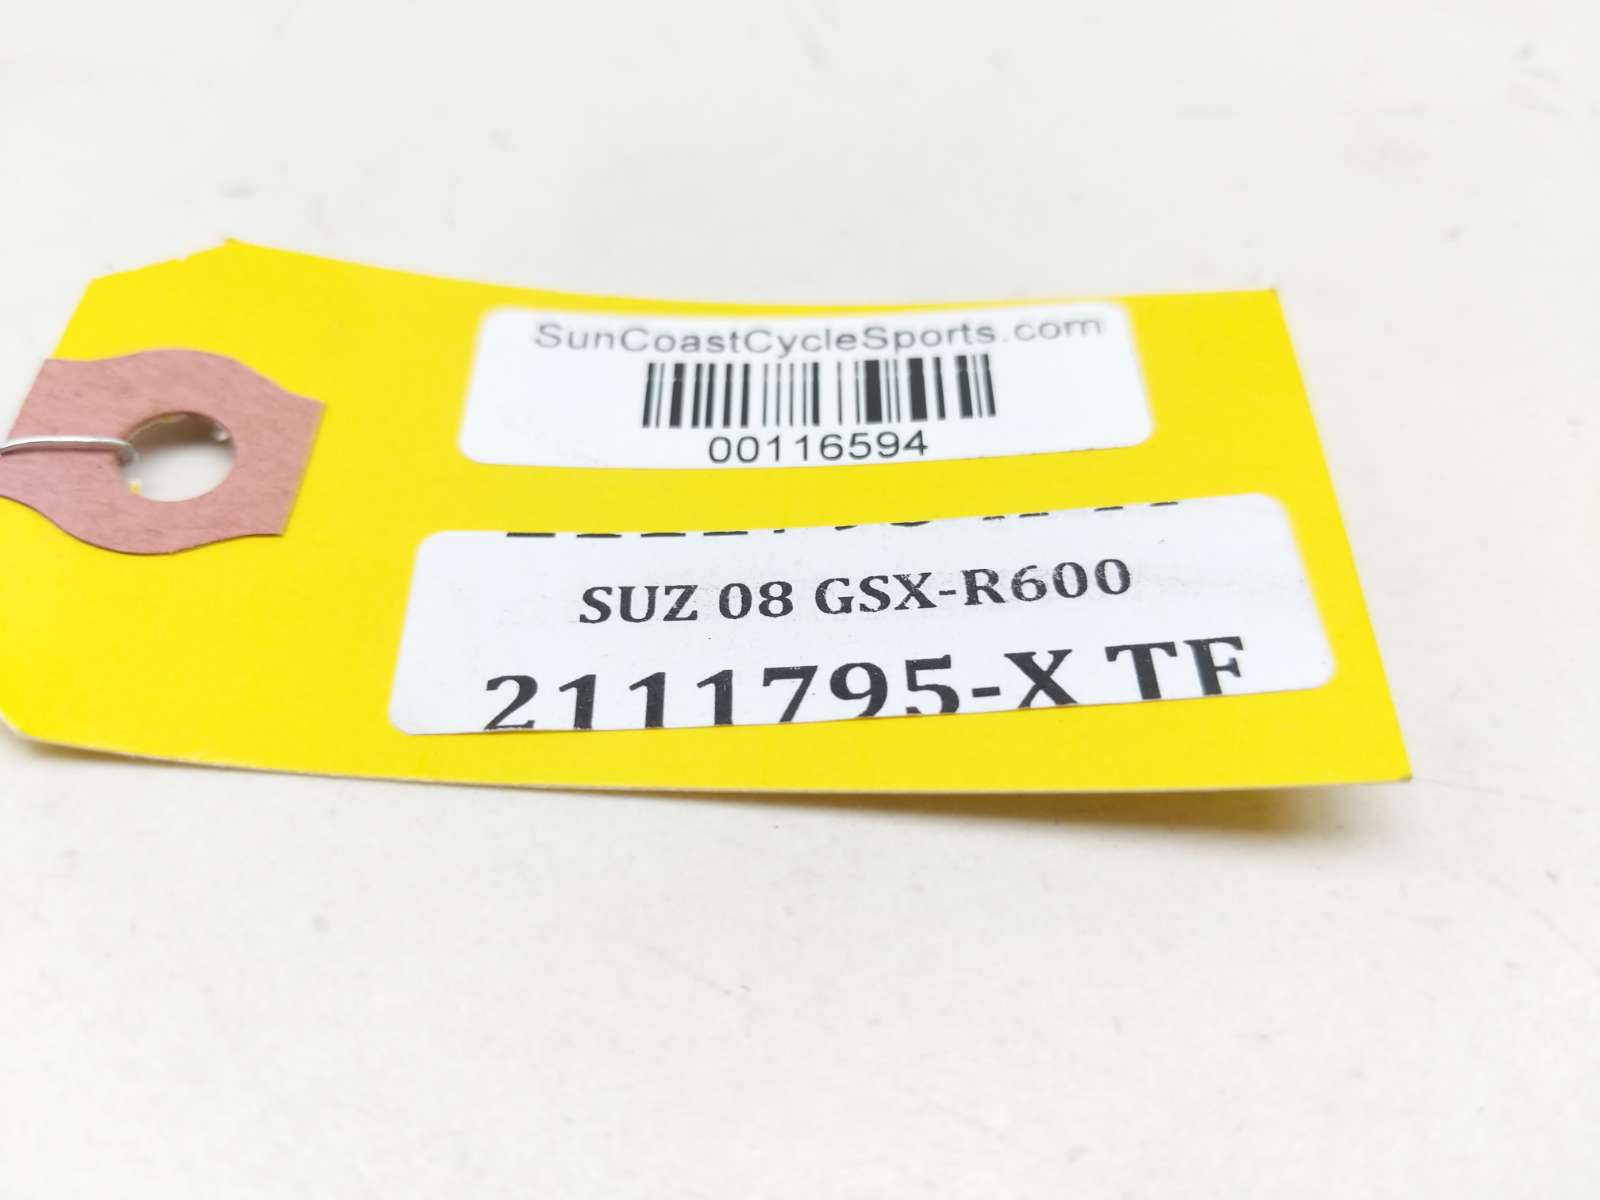 SunCoastCycleSports.com
00116594
SUZ 08 GSX-R600
2111795-X TF